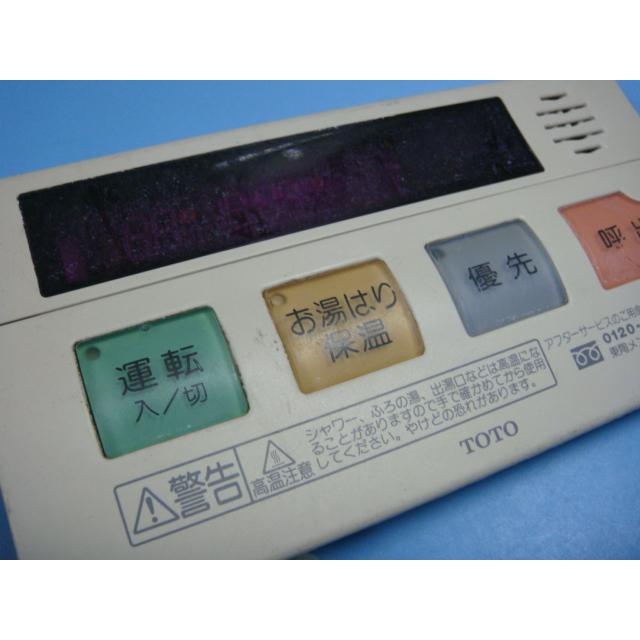 運転
入/切
お湯はり
保温
優先
警告
高温注意
シャワー、ふろの湯、出湯口などは高温にな
ることがありますので手で確かめてから使用
してください。やけどの恐れがあります。
TOTO
アフターサービスのご用
0120
東陶メ